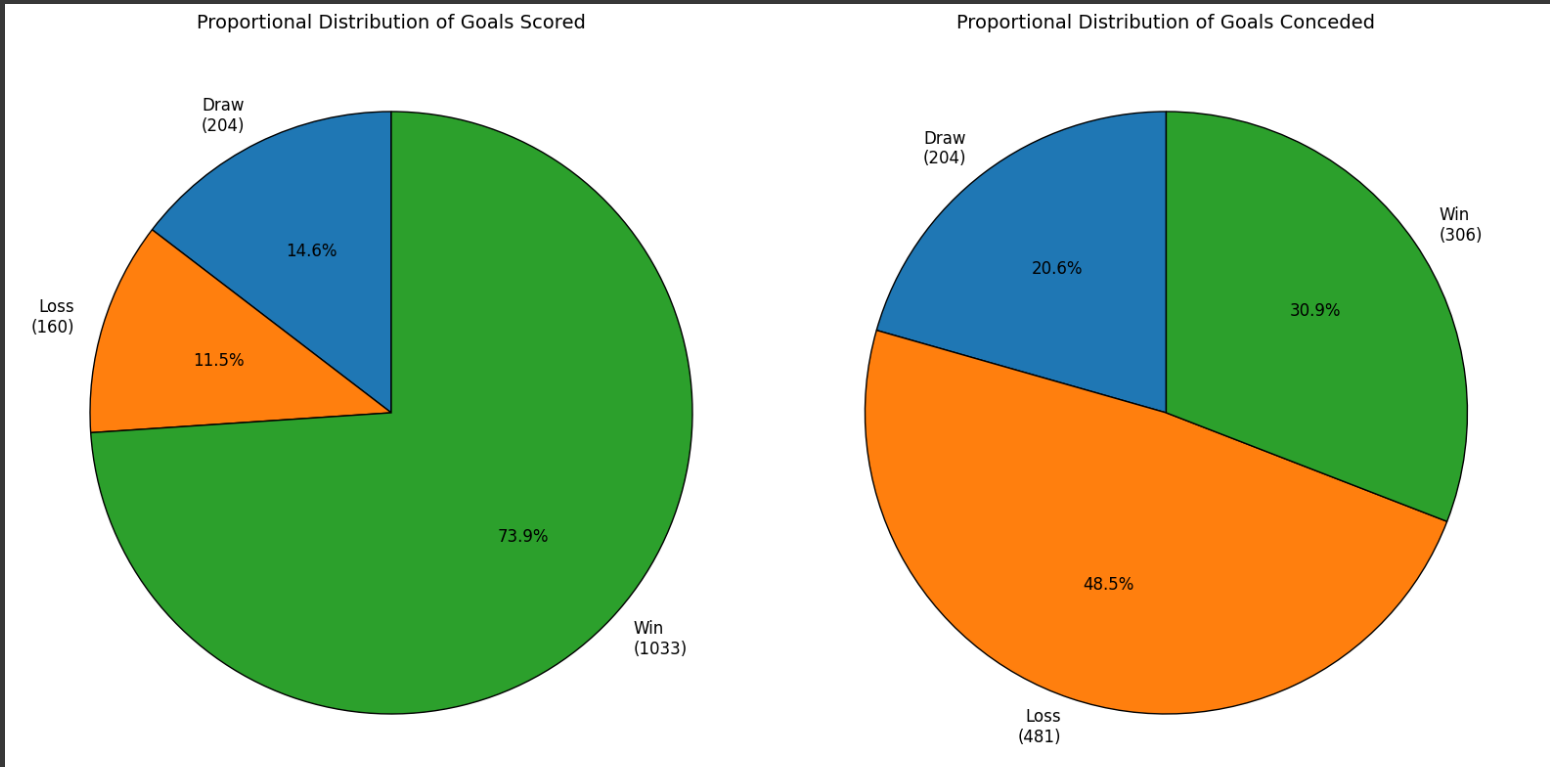 Proportional Distribution of Goals Scored
Draw
(204)
14.6%
Loss
(160)
11.5%
73.9%
Win
(1033)
Proportional Distribution of Goals Conceded
Draw
(204)
20.6%
Win
(306)
30.9%
48.5%
Loss
(481)